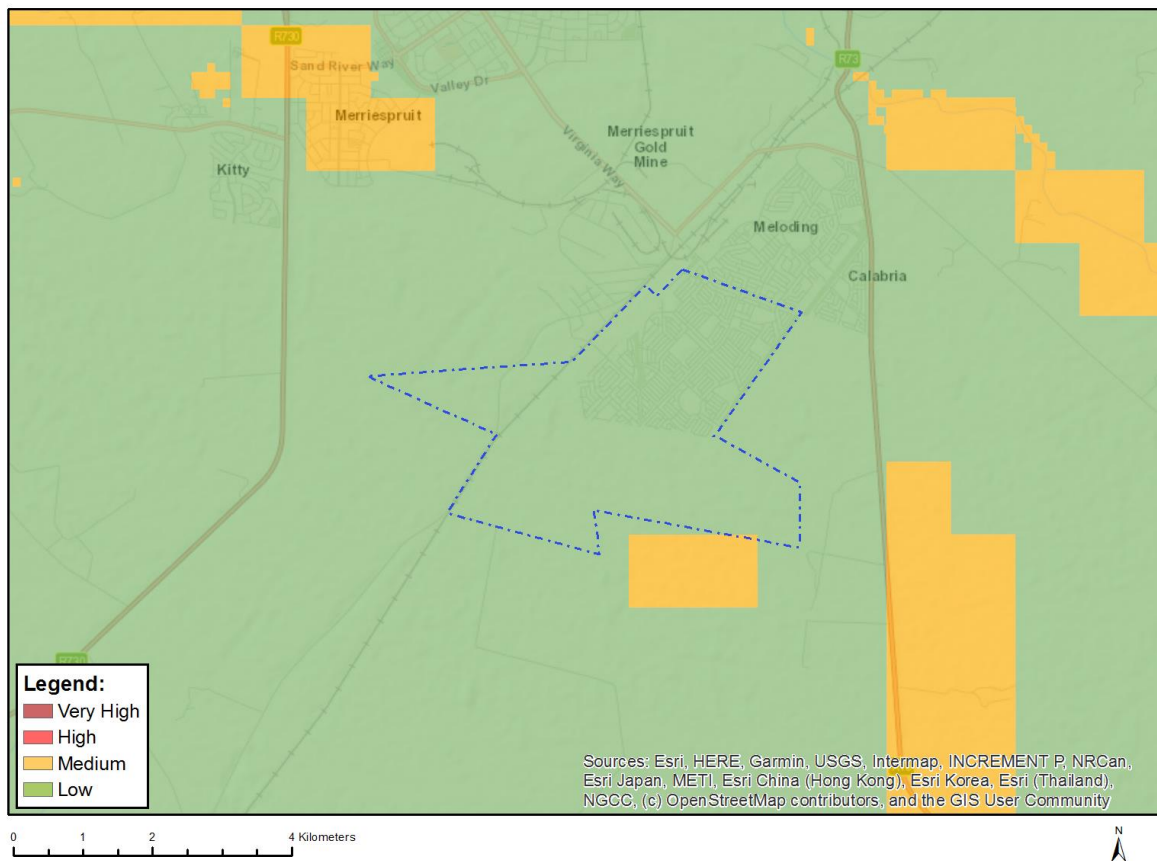 R730
R73
Sand River Way
Valley Dr
Merriespruit
Virginia Way
Merriespruit
Gold
Mine
Kitty
Meloding
Calabria
R730
Legend:
Very High
High
Medium
Low
Sources: Esri, HERE, Garmin, USGS, Intermap, INCREMENT P, NRCan,
Esri Japan, METI, Esri China (Hong Kong), Esri Korea, Esri (Thailand),
NGCC, (c) OpenStreetMap contributors, and the GIS User Community
0 1 2 4 Kilometers
N